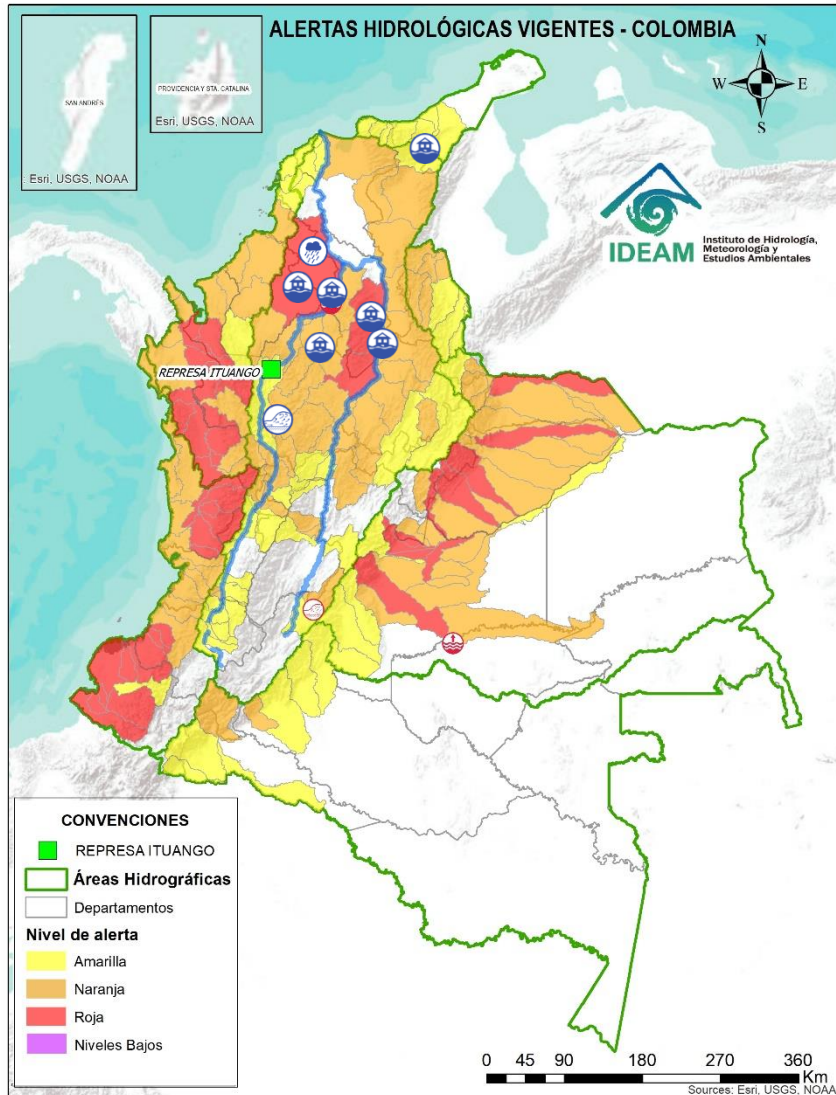 ALERTAS HIDROLÓGICAS VIGENTES - COLOMBIA
SAN ANDRÉS
Esri, USGS, NOAA
PROVIDENCIA Y STA. CATALINA
Esri, USGS, NOAA
N
W
E
S
IDEAM
Instituto de Hidrología,
Meteorología y
Estudios Ambientales
REPRESA ITUANGO
CONVENCIONES
REPRESA ITUANGO
Áreas Hidrográficas
Departamentos
Nivel de alerta
Amarilla
Naranja
Roja
Niveles Bajos
0 45 90 180 270 360
Km
Sources: Esri, USGS, NOAA